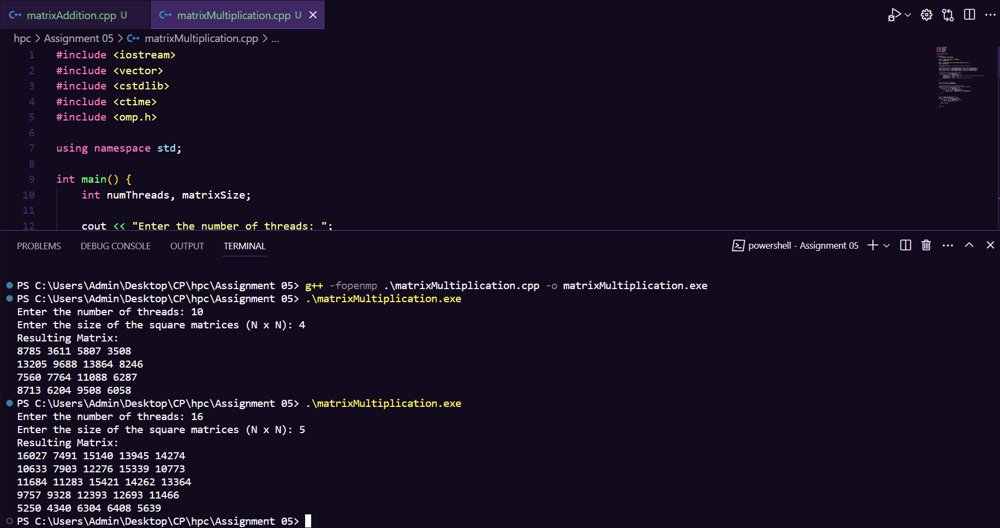 C++ matrixAddition.cpp U C++ matrixMultiplication.cpp U
hpc > Assignment 05 > C++ matrixMultiplication.cpp > ...
1 #include <iostream>
2 #include <vector>
3 #include <cstdlib>
4 #include <ctime>
5 #include <omp.h>
6
7 using namespace std;
8
9 int main() {
10 int numThreads, matrixSize;
11
12 cout << "Enter the number of threads: ";
PROBLEMS DEBUG CONSOLE OUTPUT TERMINAL powershell - Assignment 05
PS C:\Users\Admin\Desktop\CP\hpc\Assignment 05> g++ -fopenmp .\matrixMultiplication.cpp -o matrixMultiplication.exe
PS C:\Users\Admin\Desktop\CP\hpc\Assignment 05> .\matrixMultiplication.exe
Enter the number of threads: 10
Enter the size of the square matrices (N x N): 4
Resulting Matrix:
8785 3611 5807 3508
13205 9688 13864 8246
7560 7764 11088 6287
8713 6204 9508 6058
PS C:\Users\Admin\Desktop\CP\hpc\Assignment 05> .\matrixMultiplication.exe
Enter the number of threads: 16
Enter the size of the square matrices (N x N): 5
Resulting Matrix:
16027 7491 15140 13945 14274
10633 7903 12276 15339 10773
11684 11283 15421 14262 13364
9757 9328 12393 12693 11466
5250 4340 6304 6408 5639
PS C:\Users\Admin\Desktop\CP\hpc\Assignment 05>